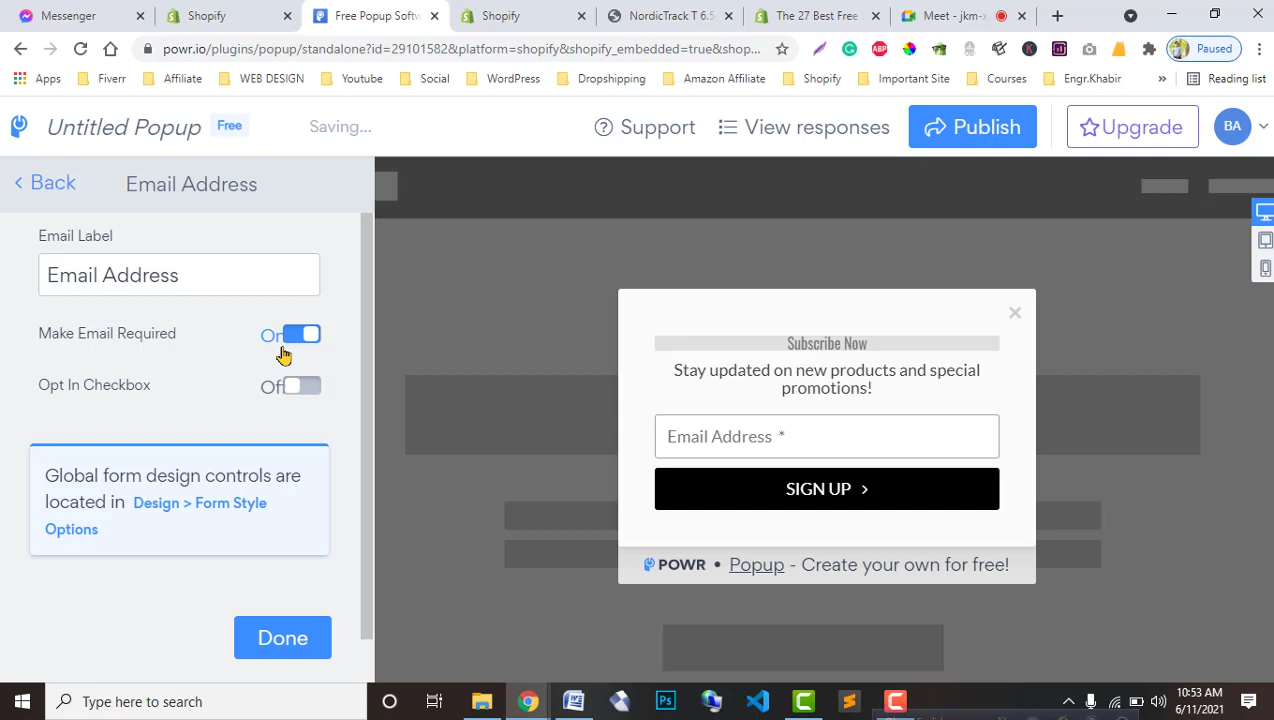 Messenger
Shopify
Free Popup Softw
Shopify
NordicTrack T 6.5
The 27 Best Free
Meet - jkm-x
powr.io/plugins/popup/standalone?id=29101582&platform=shopify&shopify_embedded=true&shop...
ABP
Paused
Apps
Fiverr
Affiliate
WEB DESIGN
Youtube
Social
WordPress
Dropshipping
Amazon Affiliate
Shopify
Important Site
Courses
Engr.Khabir
»
Reading list
Untitled Popup
Free
Saving...
Support
View responses
Publish
Upgrade
BA
Back
Email Address
Email Label
Email Address
Make Email Required
On
Opt In Checkbox
Off
Global form design controls are
located in Design > Form Style
Options
Done
Subscribe Now
Stay updated on new products and special
promotions!
Email Address *
SIGN UP >
POWR • Popup - Create your own for free!
Type here to search
Ps
10:53 AM
6/11/2021